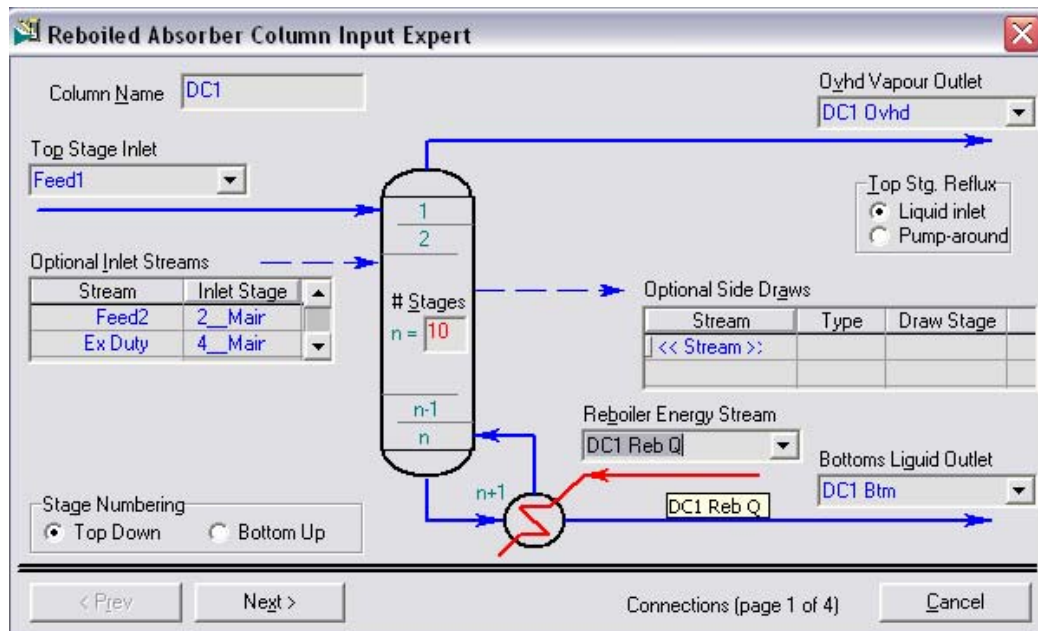 Reboiled Absorber Column Input Expert
Column Name DC1
Ovhd Vapour Outlet
DC1 Ovhd
Top Stage Inlet
Feed1
Top Stg. Reflux
Liquid inlet
Pump-around
1
2
Optional Inlet Streams
Stream Inlet Stage
Feed2 2__Mair
Ex Duty 4__Mair
# Stages
n = 10
Optional Side Draws
Stream Type Draw Stage
<< Stream >>
n-1
n
Reboiler Energy Stream
DC1 Reb Q
Bottoms Liguid Outlet
DC1 Btm
n+1
DC1 Reb Q
Stage Numbering
Top Down Bottom Up
< Prev Next > Connections (page 1 of 4) Cancel